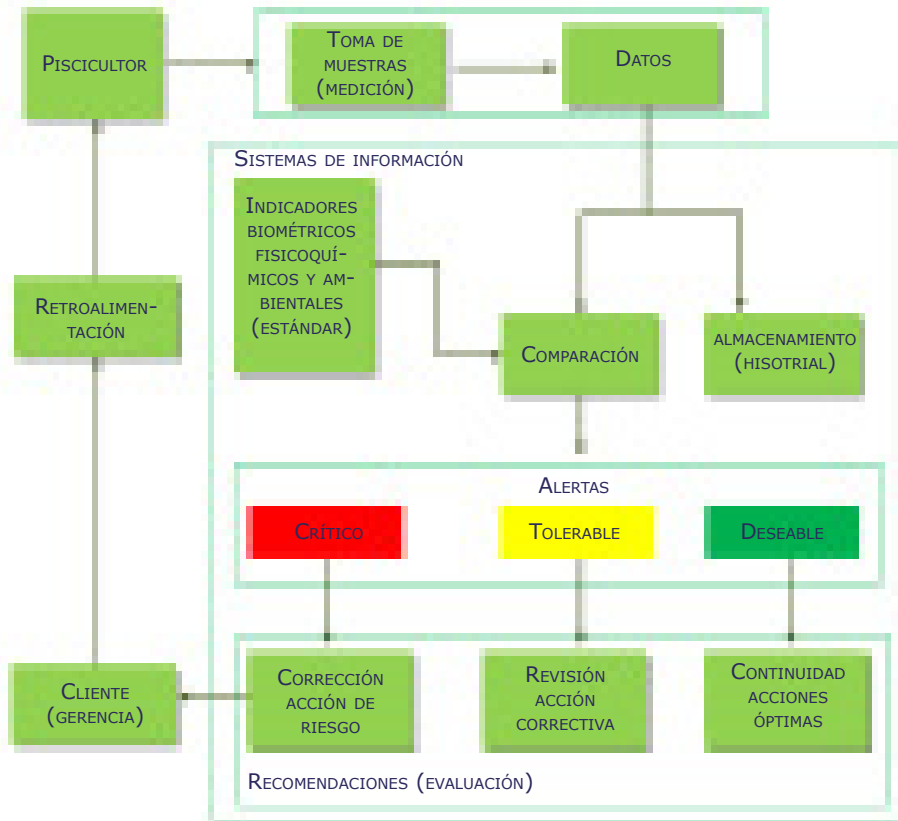 Piscicultor
Toma de
muestras
(medición)
Datos
Sistemas de información
Indicadores
biométricos
fisicoquí-
micos y am-
bientales
(estándar)
Retroalimen-
tación
Comparación
almacenamiento
(hisotrial)
Alertas
Crítico
Tolerable
Deseable
Cliente
(gerencia)
Corrección
acción de
riesgo
Revisión
acción
correctiva
Continuidad
acciones
óptimas
Recomendaciones (evaluación)